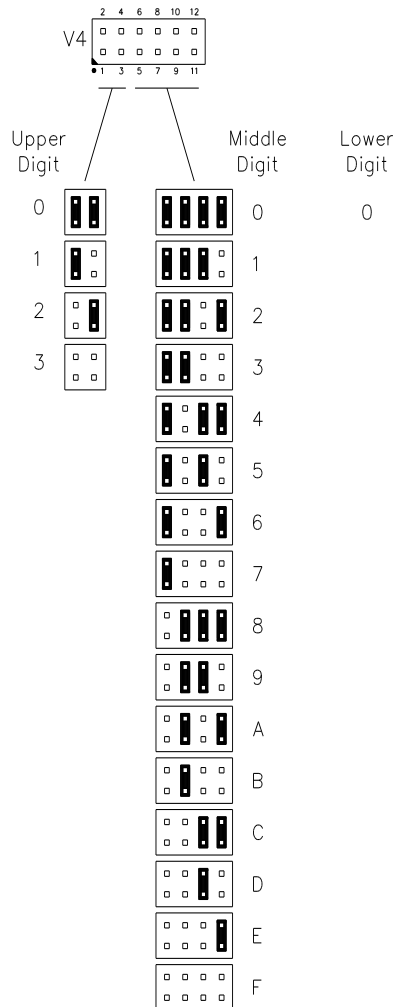 2 4 6 8 10 12
V4
1 3 5 7 9 11
Upper Digit
Middle Digit
Lower Digit
0 0 0
1 1
2 2
3 3
4
5
6
7
8
9
A
B
C
D
E
F